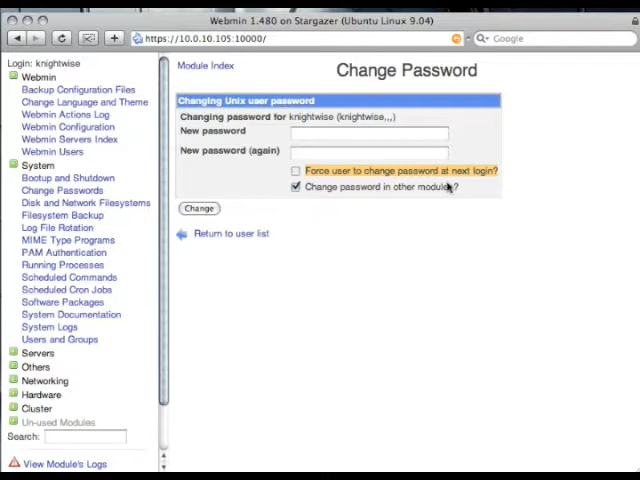 Webmin 1.480 on Stargazer (Ubuntu Linux 9.04)
https://10.0.10.105:10000/
Google
Login: knightwise
Webmin
Backup Configuration Files
Change Language and Theme
Webmin Actions Log
Webmin Configuration
Webmin Servers Index
Webmin Users
System
Bootup and Shutdown
Change Passwords
Disk and Network Filesystems
Filesystem Backup
Log File Rotation
MIME Type Programs
PAM Authentication
Running Processes
Scheduled Commands
Scheduled Cron Jobs
Software Packages
System Documentation
System Logs
Users and Groups
Servers
Others
Networking
Hardware
Cluster
Un-used Modules
Search:
View Module's Logs
Module Index
Change Password
Changing Unix user password
Changing password for knightwise (knightwise,,,)
New password
New password (again)
Force user to change password at next login?
Change password in other modules?
Change
Return to user list